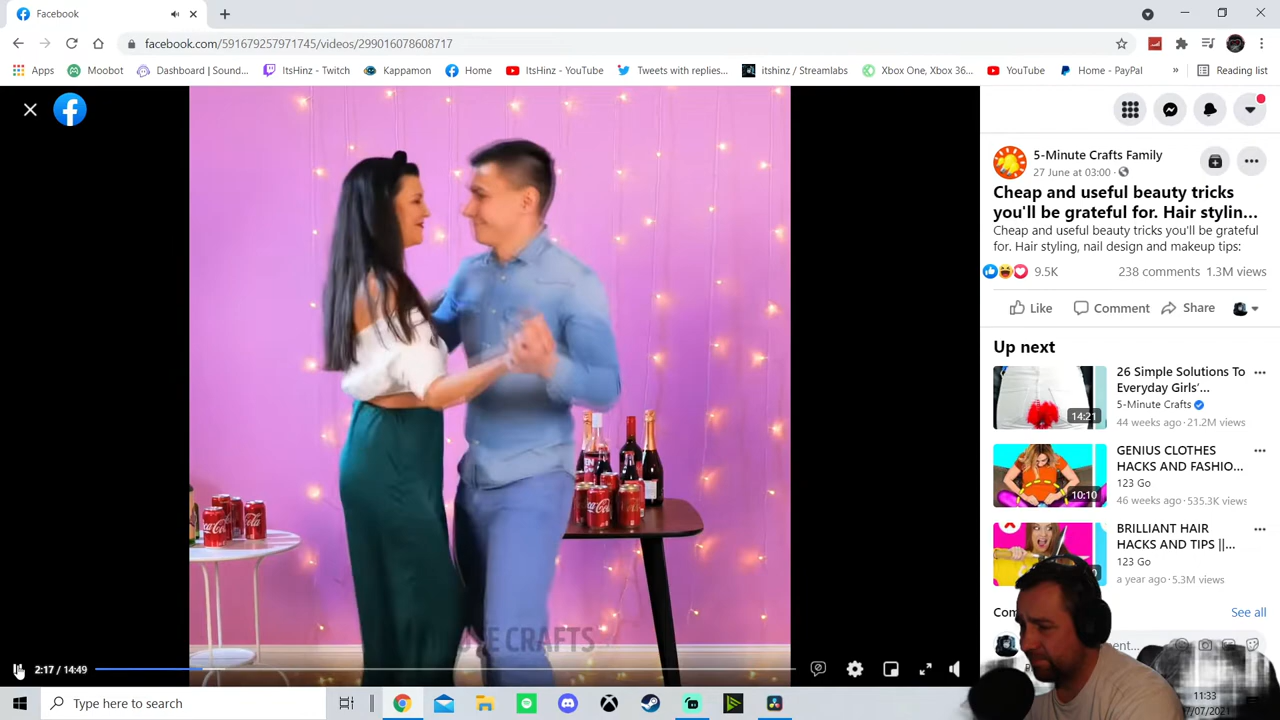 Facebook
facebook.com/591679257971745/videos/299016078608717
Apps Moobot Dashboard | Sound... ItsHinz - Twitch Kappamon Home ItsHinz - YouTube Tweets with replies... itshinz / Streamlabs Xbox One, Xbox 36... YouTube Home - PayPal » Reading list
5-Minute Crafts Family
27 June at 03:00 ·
Cheap and useful beauty tricks
you'll be grateful for. Hair stylin...
Cheap and useful beauty tricks you'll be grateful
for. Hair styling, nail design and makeup tips:
9.5K 238 comments 1.3M views
Like Comment Share
Up next
26 Simple Solutions To
Everyday Girls'...
5-Minute Crafts
44 weeks ago · 21.2M views
14:21
GENIUS CLOTHES
HACKS AND FASHIO...
123 Go
46 weeks ago · 535.3K views
10:10
BRILLIANT HAIR
HACKS AND TIPS ||...
123 Go
a year ago · 5.3M views
See all
Coca-Cola
Coca-Cola
CRAFTS
2:17 / 14:49
Type here to search
11:33